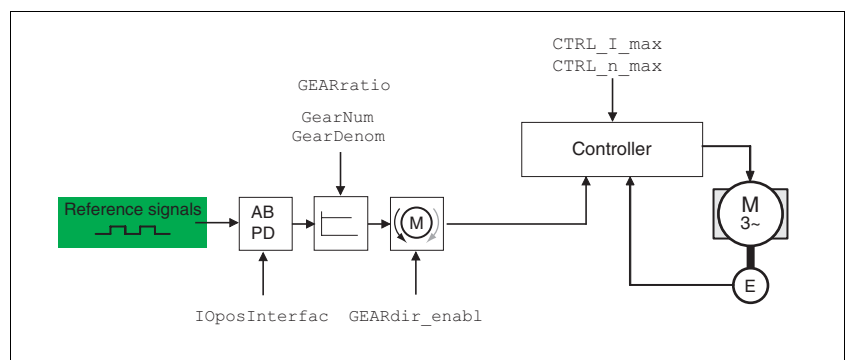 CTRL_I_max
CTRL_n_max
GEARratio
GearNum
GearDenom
Controller
Reference signals
AB
PD
M
M
3~
E
IOposInterfac
GEARdir_enabl